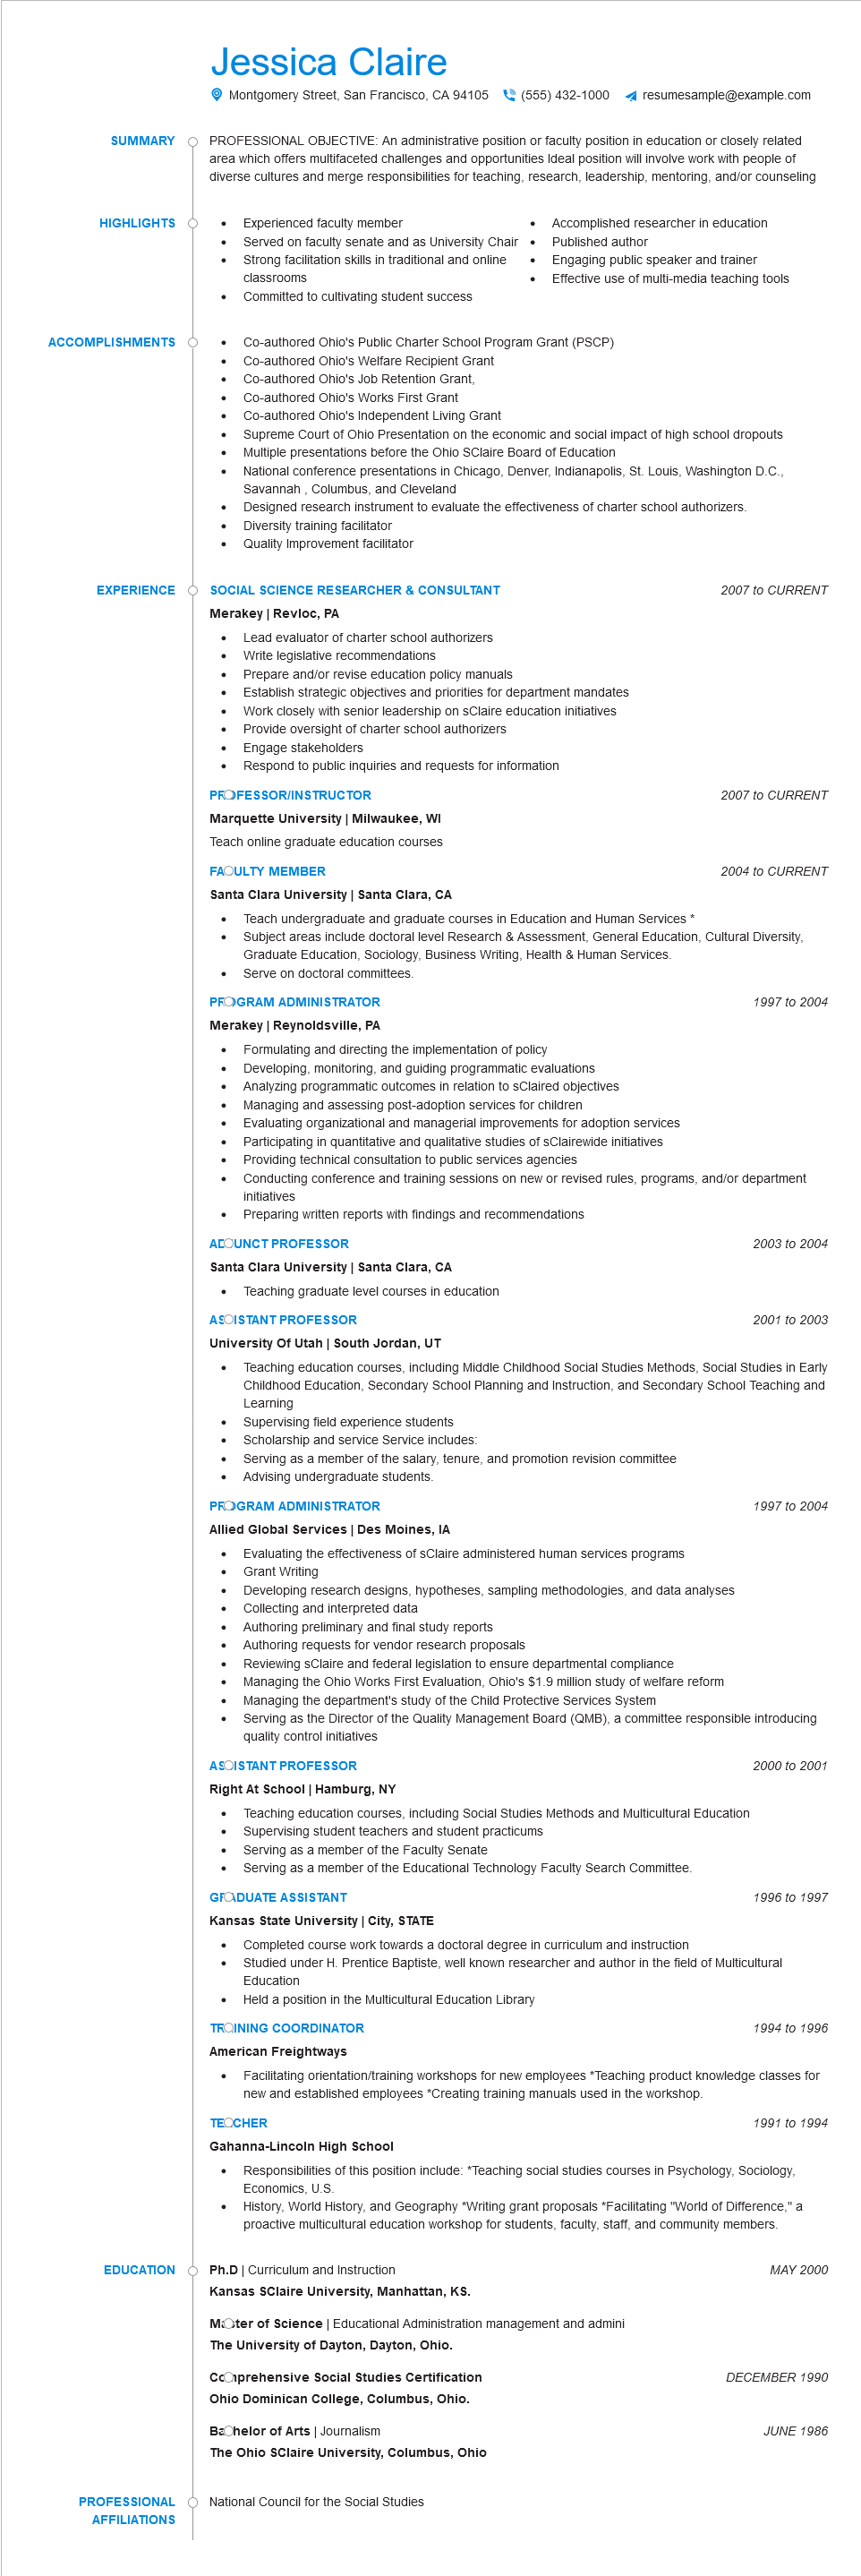 Jessica Claire
Montgomery Street, San Francisco, CA 94105 (555) 432-1000 resumesample@example.com
SUMMARY
PROFESSIONAL OBJECTIVE: An administrative position or faculty position in education or closely related
area which offers multifaceted challenges and opportunities Ideal position will involve work with people of
diverse cultures and merge responsibilities for teaching, research, leadership, mentoring, and/or counseling
HIGHLIGHTS
• Experienced faculty member
• Served on faculty senate and as University Chair
• Strong facilitation skills in traditional and online
classrooms
• Committed to cultivating student success
• Accomplished researcher in education
• Published author
• Engaging public speaker and trainer
• Effective use of multi-media teaching tools
ACCOMPLISHMENTS
• Co-authored Ohio's Public Charter School Program Grant (PSCP)
• Co-authored Ohio's Welfare Recipient Grant
• Co-authored Ohio's Job Retention Grant,
• Co-authored Ohio's Works First Grant
• Co-authored Ohio's Independent Living Grant
• Supreme Court of Ohio Presentation on the economic and social impact of high school dropouts
• Multiple presentations before the Ohio SClaire Board of Education
• National conference presentations in Chicago, Denver, Indianapolis, St. Louis, Washington D.C.,
Savannah , Columbus, and Cleveland
• Designed research instrument to evaluate the effectiveness of charter school authorizers.
• Diversity training facilitator
• Quality Improvement facilitator
EXPERIENCE
SOCIAL SCIENCE RESEARCHER & CONSULTANT 2007 to CURRENT
Merakey | Revloc, PA
• Lead evaluator of charter school authorizers
• Write legislative recommendations
• Prepare and/or revise education policy manuals
• Establish strategic objectives and priorities for department mandates
• Work closely with senior leadership on sClaire education initiatives
• Provide oversight of charter school authorizers
• Engage stakeholders
• Respond to public inquiries and requests for information
PROFESSOR/INSTRUCTOR 2007 to CURRENT
Marquette University | Milwaukee, WI
Teach online graduate education courses
FACULTY MEMBER 2004 to CURRENT
Santa Clara University | Santa Clara, CA
• Teach undergraduate and graduate courses in Education and Human Services *
• Subject areas include doctoral level Research & Assessment, General Education, Cultural Diversity,
Graduate Education, Sociology, Business Writing, Health & Human Services.
• Serve on doctoral committees.
PROGRAM ADMINISTRATOR 1997 to 2004
Merakey | Reynoldsville, PA
• Formulating and directing the implementation of policy
• Developing, monitoring, and guiding programmatic evaluations
• Analyzing programmatic outcomes in relation to sClaired objectives
• Managing and assessing post-adoption services for children
• Evaluating organizational and managerial improvements for adoption services
• Participating in quantitative and qualitative studies of sClairewide initiatives
• Providing technical consultation to public services agencies
• Conducting conference and training sessions on new or revised rules, programs, and/or department
initiatives
• Preparing written reports with findings and recommendations
ADJUNCT PROFESSOR 2003 to 2004
Santa Clara University | Santa Clara, CA
• Teaching graduate level courses in education
ASSISTANT PROFESSOR 2001 to 2003
University Of Utah | South Jordan, UT
• Teaching education courses, including Middle Childhood Social Studies Methods, Social Studies in Early
Childhood Education, Secondary School Planning and Instruction, and Secondary School Teaching and
Learning
• Supervising field experience students
• Scholarship and service Service includes:
• Serving as a member of the salary, tenure, and promotion revision committee
• Advising undergraduate students.
PROGRAM ADMINISTRATOR 1997 to 2004
Allied Global Services | Des Moines, IA
• Evaluating the effectiveness of sClaire administered human services programs
• Grant Writing
• Developing research designs, hypotheses, sampling methodologies, and data analyses
• Collecting and interpreted data
• Authoring preliminary and final study reports
• Authoring requests for vendor research proposals
• Reviewing sClaire and federal legislation to ensure departmental compliance
• Managing the Ohio Works First Evaluation, Ohio's $1.9 million study of welfare reform
• Managing the department's study of the Child Protective Services System
• Serving as the Director of the Quality Management Board (QMB), a committee responsible introducing
quality control initiatives
ASSISTANT PROFESSOR 2000 to 2001
Right At School | Hamburg, NY
• Teaching education courses, including Social Studies Methods and Multicultural Education
• Supervising student teachers and student practicums
• Serving as a member of the Faculty Senate
• Serving as a member of the Educational Technology Faculty Search Committee.
GRADUATE ASSISTANT 1996 to 1997
Kansas State University | City, STATE
• Completed course work towards a doctoral degree in curriculum and instruction
• Studied under H. Prentice Baptiste, well known researcher and author in the field of Multicultural
Education
• Held a position in the Multicultural Education Library
TRAINING COORDINATOR 1994 to 1996
American Freightways
• Facilitating orientation/training workshops for new employees *Teaching product knowledge classes for
new and established employees *Creating training manuals used in the workshop.
TEACHER 1991 to 1994
Gahanna-Lincoln High School
• Responsibilities of this position include: *Teaching social studies courses in Psychology, Sociology,
Economics, U.S.
• History, World History, and Geography *Writing grant proposals *Facilitating "World of Difference," a
proactive multicultural education workshop for students, faculty, staff, and community members.
EDUCATION
Ph.D | Curriculum and Instruction MAY 2000
Kansas SClaire University, Manhattan, KS.
Master of Science | Educational Administration management and admini
The University of Dayton, Dayton, Ohio.
Comprehensive Social Studies Certification DECEMBER 1990
Ohio Dominican College, Columbus, Ohio.
Bachelor of Arts | Journalism JUNE 1986
The Ohio SClaire University, Columbus, Ohio
PROFESSIONAL
AFFILIATIONS
National Council for the Social Studies